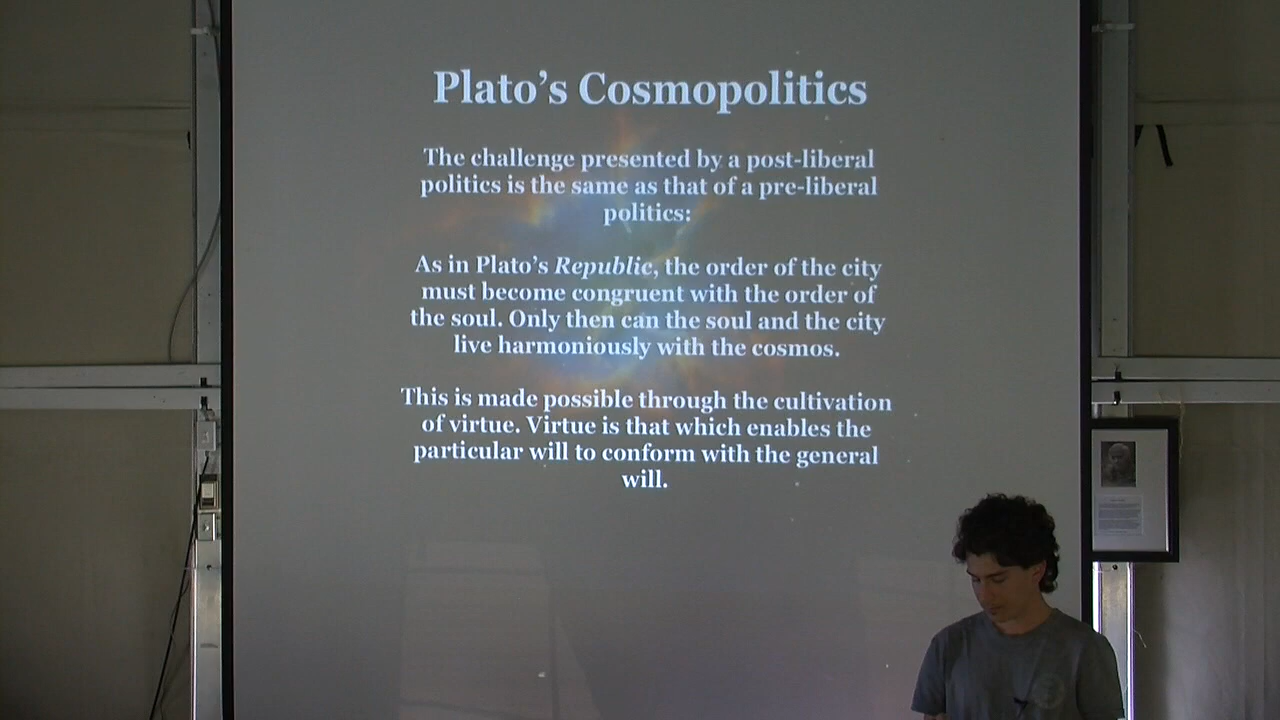 Plato's Cosmopolitics
The challenge presented by a post-liberal
politics is the same as that of a pre-liberal
politics:
As in Plato's Republic, the order of the city
must become congruent with the order of
the soul. Only then can the soul and the city
live harmoniously with the cosmos.
This is made possible through the cultivation
of virtue. Virtue is that which enables the
particular will to conform with the general
will.